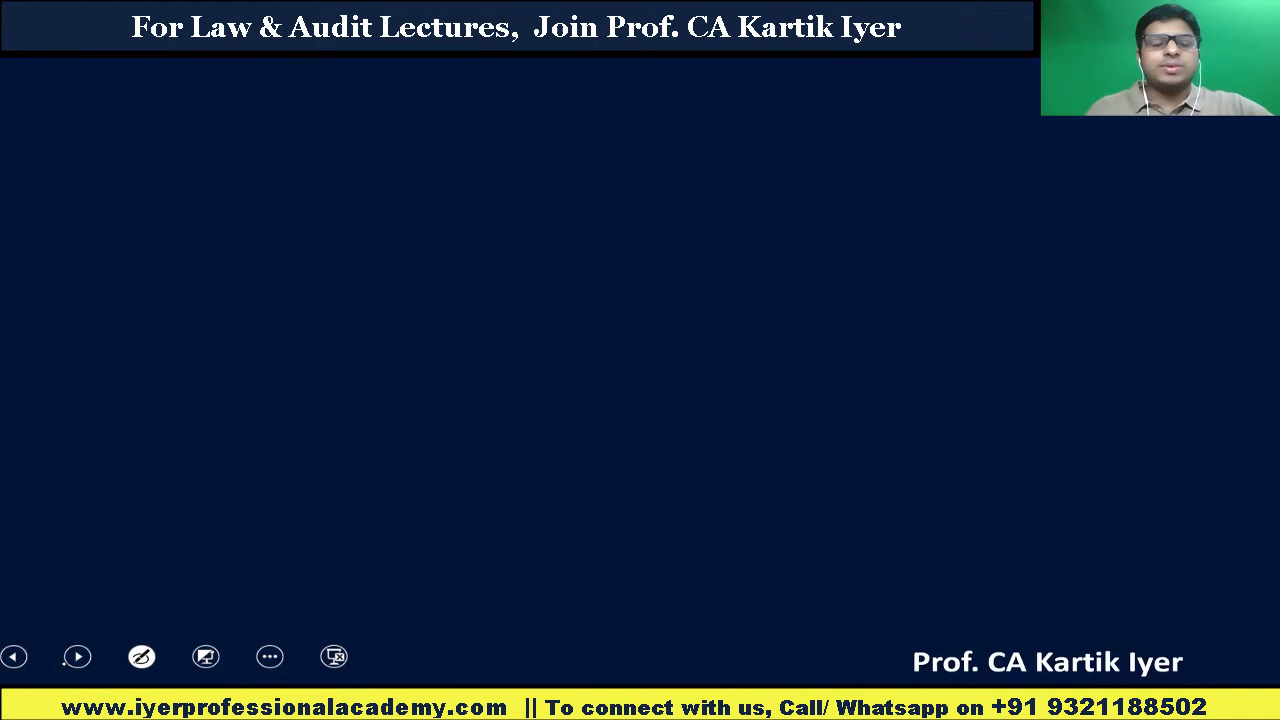 For Law & Audit Lectures, Join Prof. CA Kartik Iyer
Prof. CA Kartik Iyer
www.iyerprofessionalacademy.com || To connect with us, Call/ Whatsapp on +91 9321188502